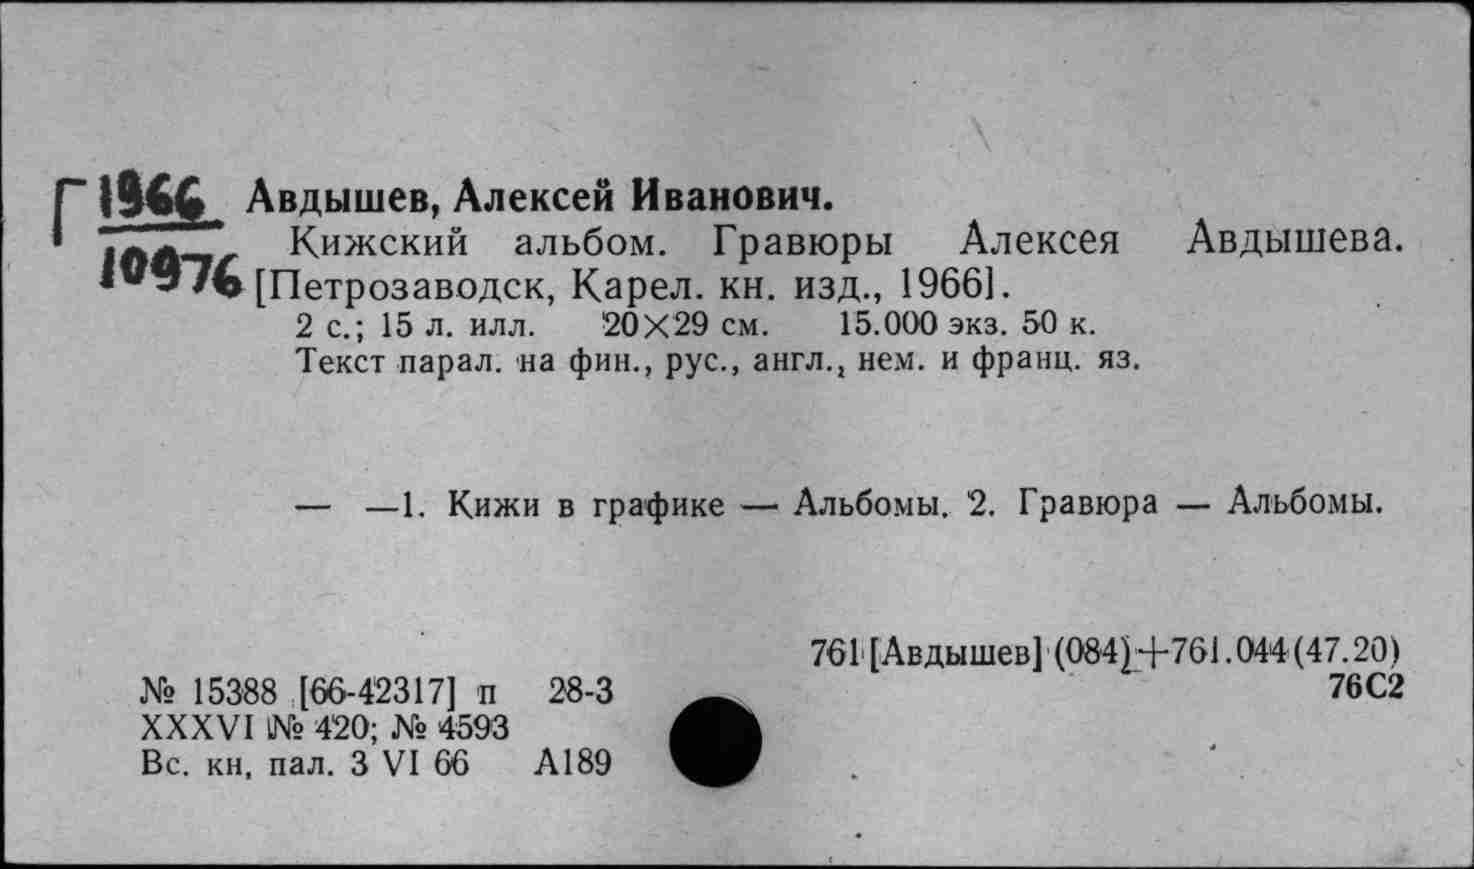 Г 1966
10976
Авдышев, Алексей Иванович.
Кижский альбом. Гравюры Алексея Авдышева.
[Петрозаводск, Карел. кн. изд., 1966].
2 с.; 15 л. илл. 20X29 см. 15.000 экз. 50 к.
Текст парал. на фин., рус., англ., нем. и франц. яз.
— —1. Кижи в графике — Альбомы. 2. Гравюра — Альбомы.
761 [Авдышев] (084)+761.044(47.20)
76С2
№ 15388 [66-42317] п 28-3
XXXVI № 420; № 4593
Вс. кн. пал. 3 VI 66 А189